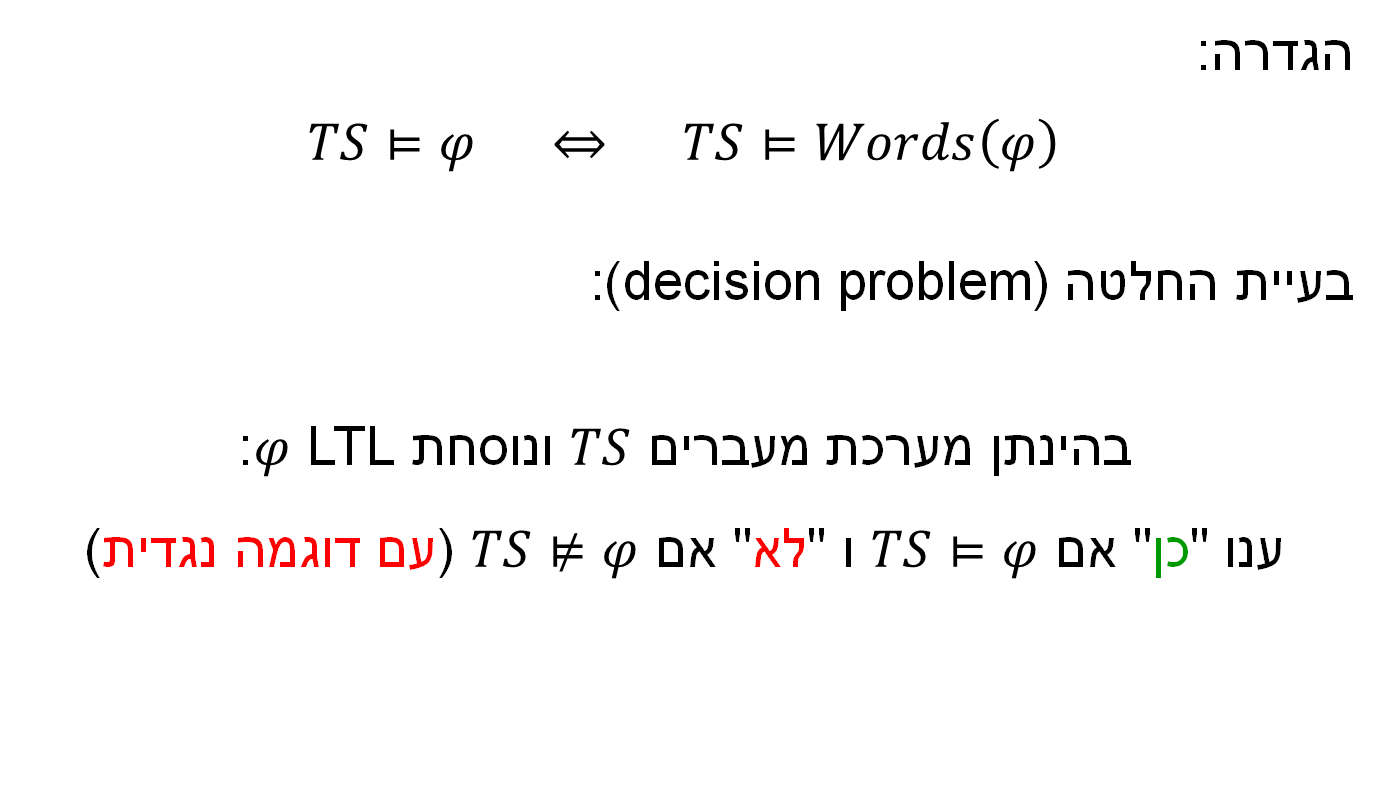 הגדרה:
TS ⊨ φ ⇔ TS ⊨ Words(φ)
בעיית החלטה (decision problem):
בהינתן מערכת מעברים TS ונוסחת LTL φ:
ענו "כן" אם TS ⊨ φ ו "לא" אם TS ⊭ φ (עם דוגמה נגדית)